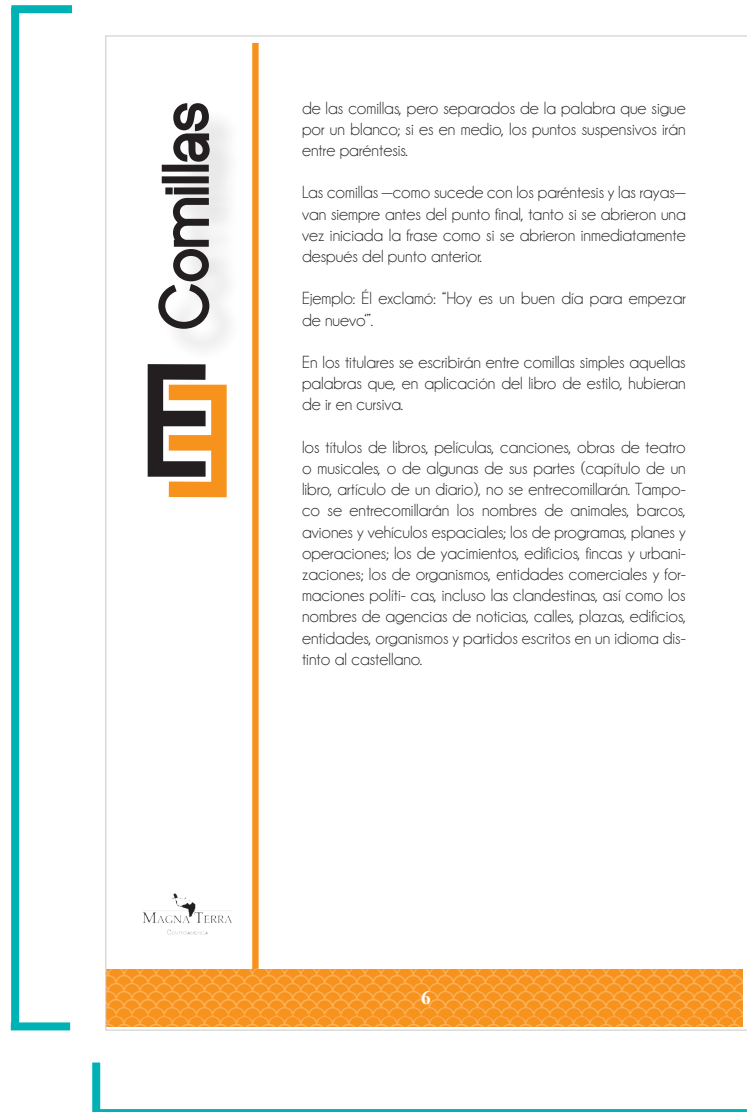 Comillas
de las comillas, pero separados de la palabra que sigue
por un blanco; si es en medio, los puntos suspensivos irán
entre paréntesis.
Las comillas —como sucede con los paréntesis y las rayas—
van siempre antes del punto final, tanto si se abrieron una
vez iniciada la frase como si se abrieron inmediatamente
después del punto anterior.
Ejemplo: Él exclamó: “Hoy es un buen día para empezar
de nuevo‘”.
En los titulares se escribirán entre comillas simples aquellas
palabras que, en aplicación del libro de estilo, hubieran
de ir en cursiva.
los títulos de libros, películas, canciones, obras de teatro
o musicales, o de algunas de sus partes (capítulo de un
libro, artículo de un diario), no se entrecomillarán. Tampo-
co se entrecomillarán los nombres de animales, barcos,
aviones y vehículos espaciales; los de programas, planes y
operaciones; los de yacimientos, edificios, fincas y urbani-
zaciones; los de organismos, entidades comerciales y for-
maciones políti- cas, incluso las clandestinas, así como los
nombres de agencias de noticias, calles, plazas, edificios,
entidades, organismos y partidos escritos en un idioma dis-
tinto al castellano.
MAGNA TERRA
CENTROAMÉRICA
6